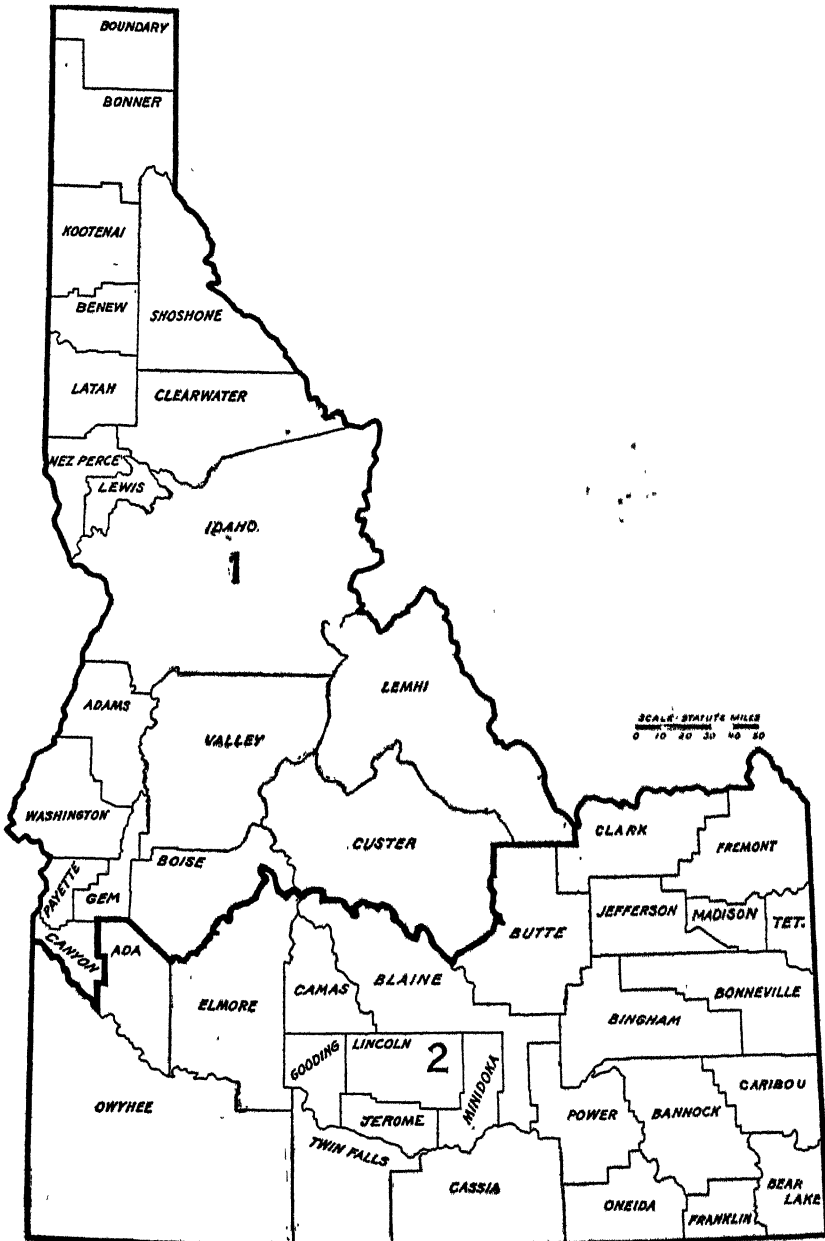 BOUNDARY
BONNER
KOOTENAI
BENEW
SHOSHONE
LATAH
CLEARWATER
NEZ PERCE
LEWIS
IDAHO.
1
LEMHI
ADAMS
VALLEY
SCALE - STATUTE MILES
0 10 20 30 40 50
WASHINGTON
CUSTER
CLARK
FREMONT
BOISE
PAYETTE
GEM
JEFFERSON
MADISON
TET.
CANYON
ADA
BUTTE
ELMORE
CAMAS
BLAINE
BONNEVILLE
BINGHAM
GOODING
LINCOLN
2
MINIDOKA
CARIBOU
OWYHEE
JEROME
POWER
BANNOCK
TWIN FALLS
CASSIA
ONEIDA
FRANKLIN
BEAR
LAKE